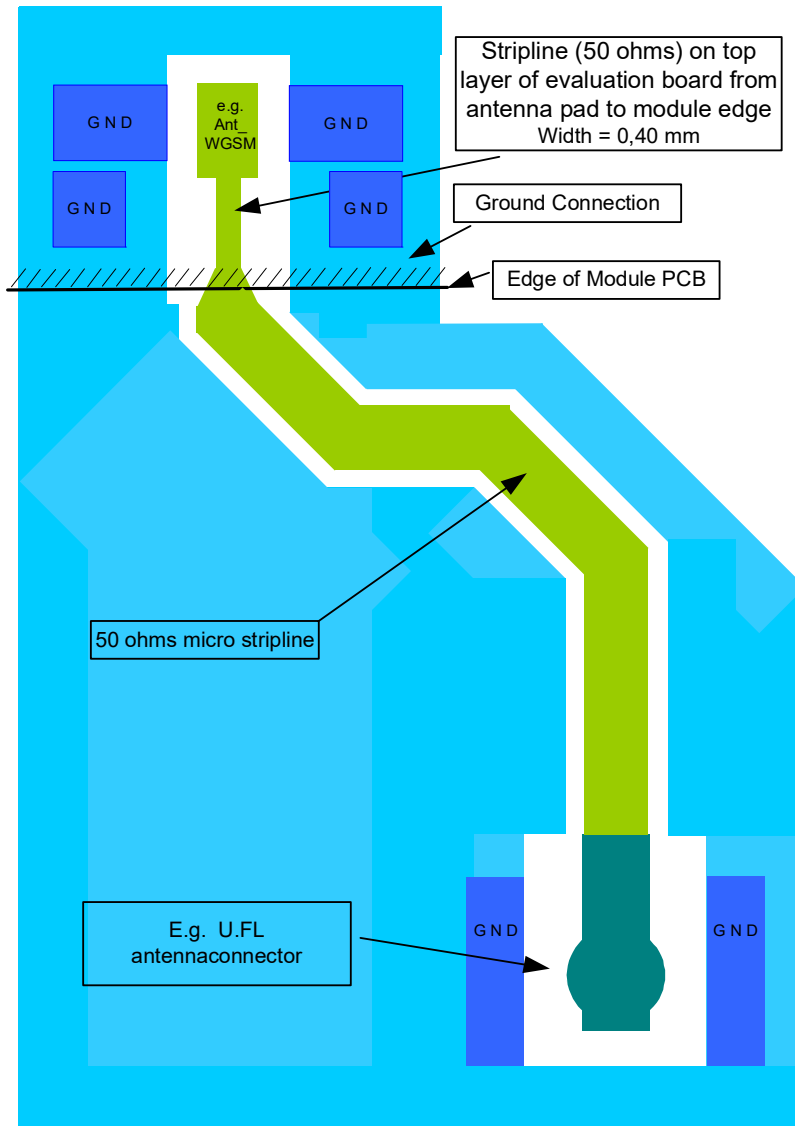 Stripline (50 ohms) on top
layer of evaluation board from
antenna pad to module edge
Width = 0,40 mm
GND
e.g.
Ant_
WGSM
GND
GND
GND
Ground Connection
Edge of Module PCB
50 ohms micro stripline
E.g. U.FL
antennaconnector
GND
GND